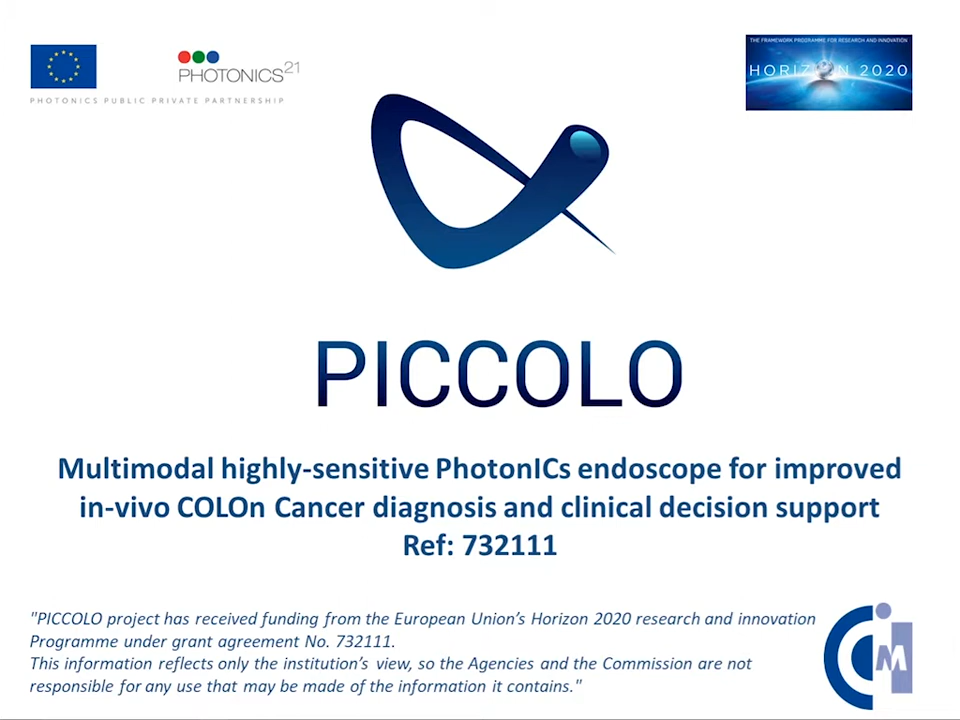 THE FRAMEWORK PROGRAMME FOR RESEARCH AND INNOVATION
HORIZON 2020
PHOTONICS21
PHOTONICS PUBLIC PRIVATE PARTNERSHIP
PICCOLO
Multimodal highly-sensitive PhotonICs endoscope for improved
in-vivo COLOn Cancer diagnosis and clinical decision support
Ref: 732111
"PICCOLO project has received funding from the European Union’s Horizon 2020 research and innovation
Programme under grant agreement No. 732111.
This information reflects only the institution’s view, so the Agencies and the Commission are not
responsible for any use that may be made of the information it contains."
CCiM